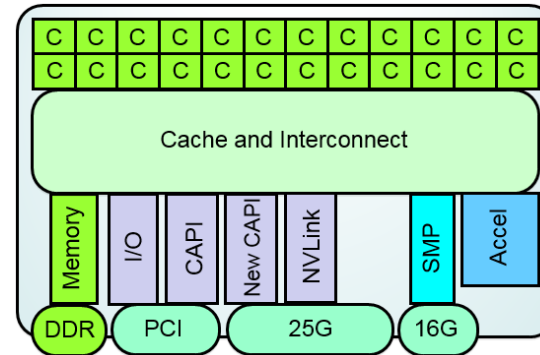 C C C C C C C C C C C C
C C C C C C C C C C C C
Cache and Interconnect
Memory
I/O
CAPI
New CAPI
NVLink
SMP
Accel
DDR
PCI
25G
16G